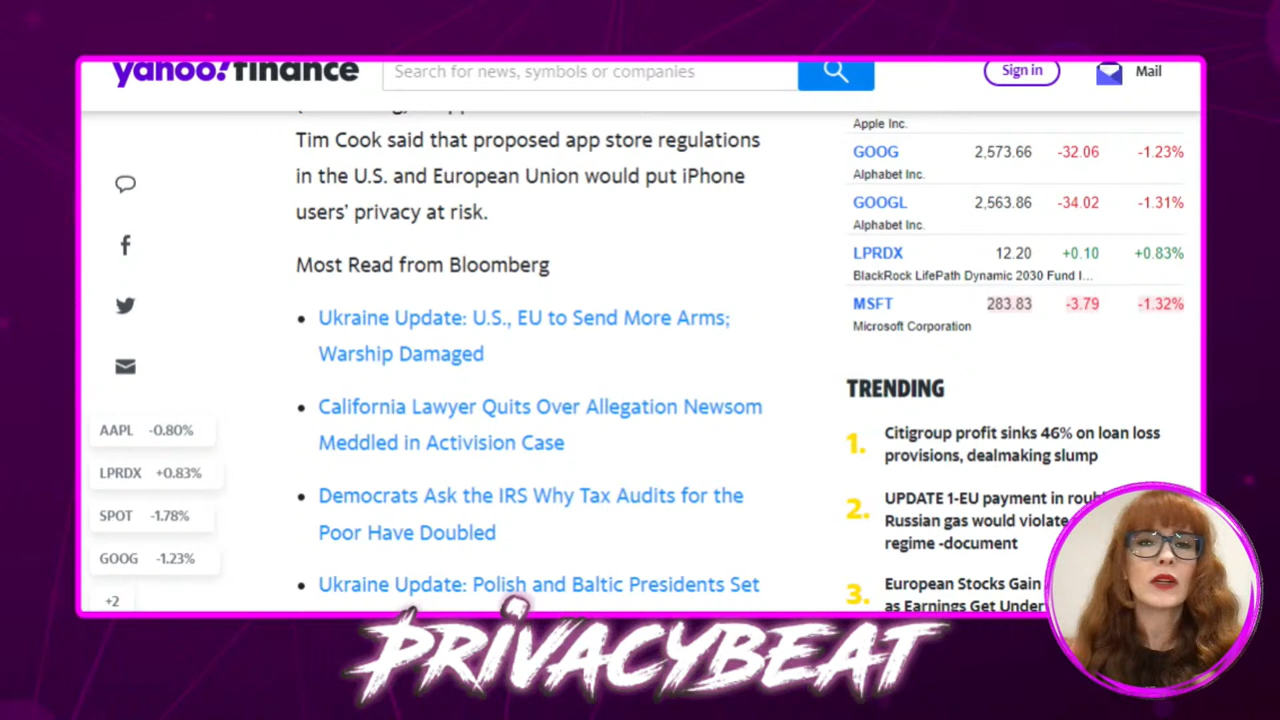 yahoo!finance
Search for news, symbols or companies
Sign in
Mail
Tim Cook said that proposed app store regulations
in the U.S. and European Union would put iPhone
users' privacy at risk.
Most Read from Bloomberg
• Ukraine Update: U.S., EU to Send More Arms;
Warship Damaged
• California Lawyer Quits Over Allegation Newsom
Meddled in Activision Case
• Democrats Ask the IRS Why Tax Audits for the
Poor Have Doubled
• Ukraine Update: Polish and Baltic Presidents Set
AAPL -0.80%
LPRDX +0.83%
SPOT -1.78%
GOOG -1.23%
+2
Apple Inc.
GOOG 2,573.66 -32.06 -1.23%
Alphabet Inc.
GOOGL 2,563.86 -34.02 -1.31%
Alphabet Inc.
LPRDX 12.20 +0.10 +0.83%
BlackRock LifePath Dynamic 2030 Fund I...
MSFT 283.83 -3.79 -1.32%
Microsoft Corporation
TRENDING
1. Citigroup profit sinks 46% on loan loss
provisions, dealmaking slump
2. UPDATE 1-EU payment in
Russian gas would violate
regime -document
3. European Stocks Gain
as Earnings Get Under
PRIVACYBEAT